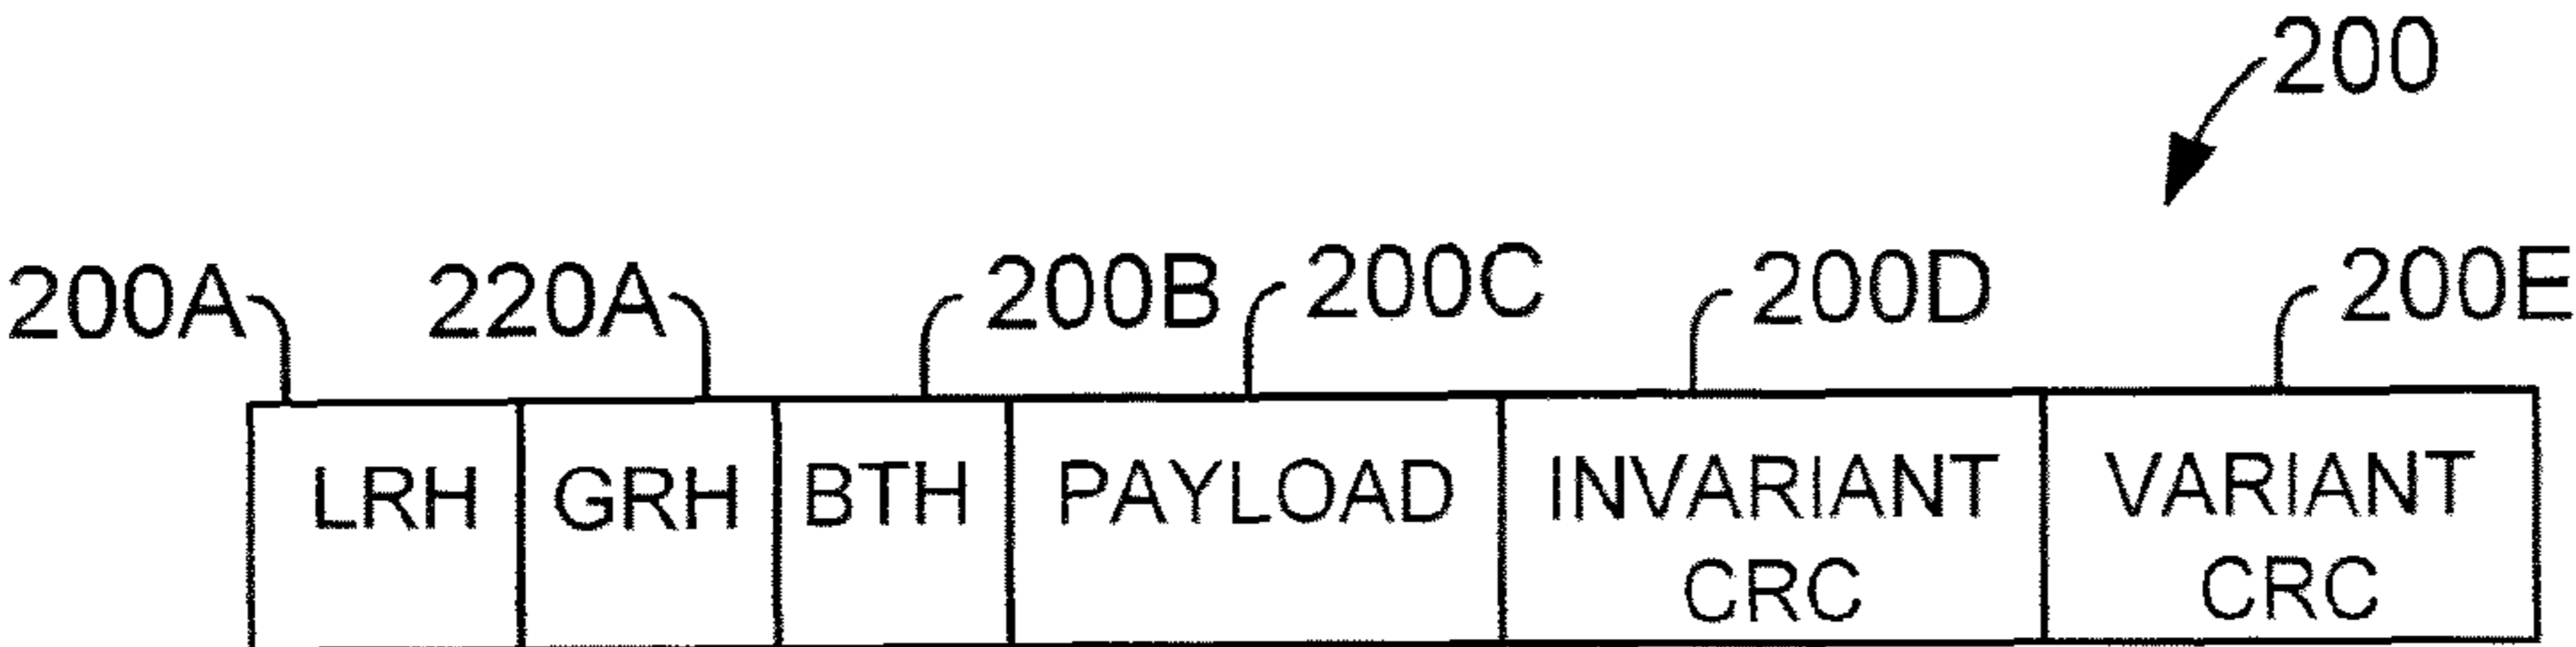 200
200A 220A 200B 200C 200D 200E
LRH GRH BTH PAYLOAD INVARIANT CRC VARIANT CRC